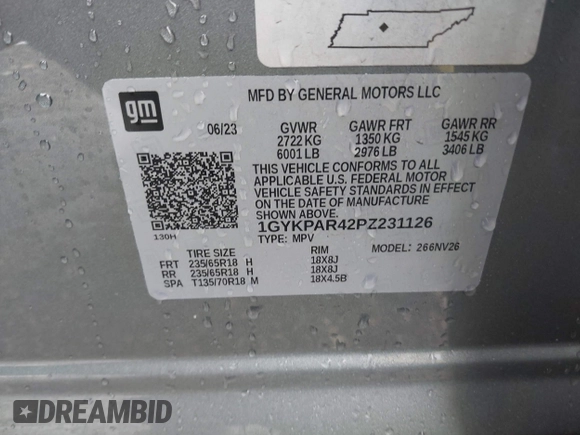 gm
MFD BY GENERAL MOTORS LLC
06/23 GVWR GAWR FRT GAWR RR
2722 KG 1350 KG 1545 KG
6001 LB 2976 LB 3406 LB
THIS VEHICLE CONFORMS TO ALL
APPLICABLE U.S. FEDERAL MOTOR
VEHICLE SAFETY STANDARDS IN EFFECT
ON THE DATE OF MANUFACTURE
SHOWN ABOVE.
1GYKPAR42PZ231126
130H
TYPE: MPV MODEL: 266NV26
TIRE SIZE RIM
FRT 235/65R18 H 18X8J
RR 235/65R18 H 18X8J
SPA T135/70R18 M 18X4.5B
DREAMBID